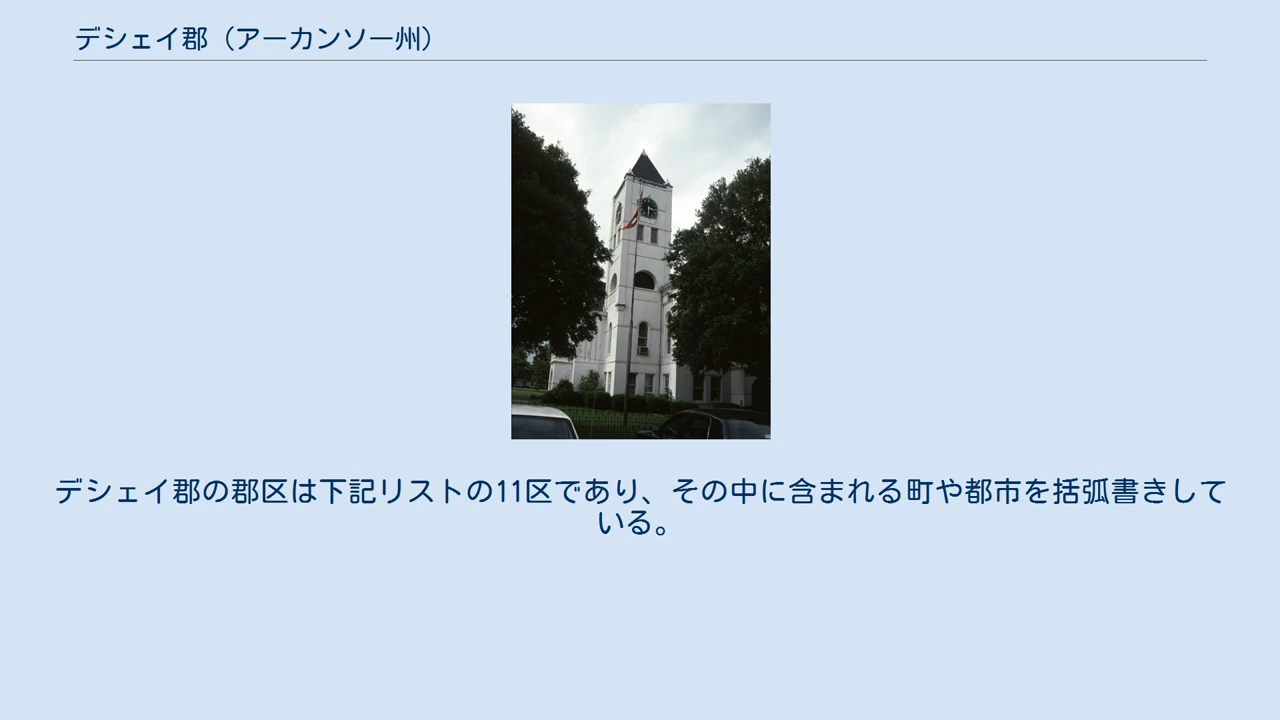 デシェイ郡（アーカンソー州）
デシェイ郡の郡区は下記リストの11区であり、その中に含まれる町や都市を括弧書きして
いる。